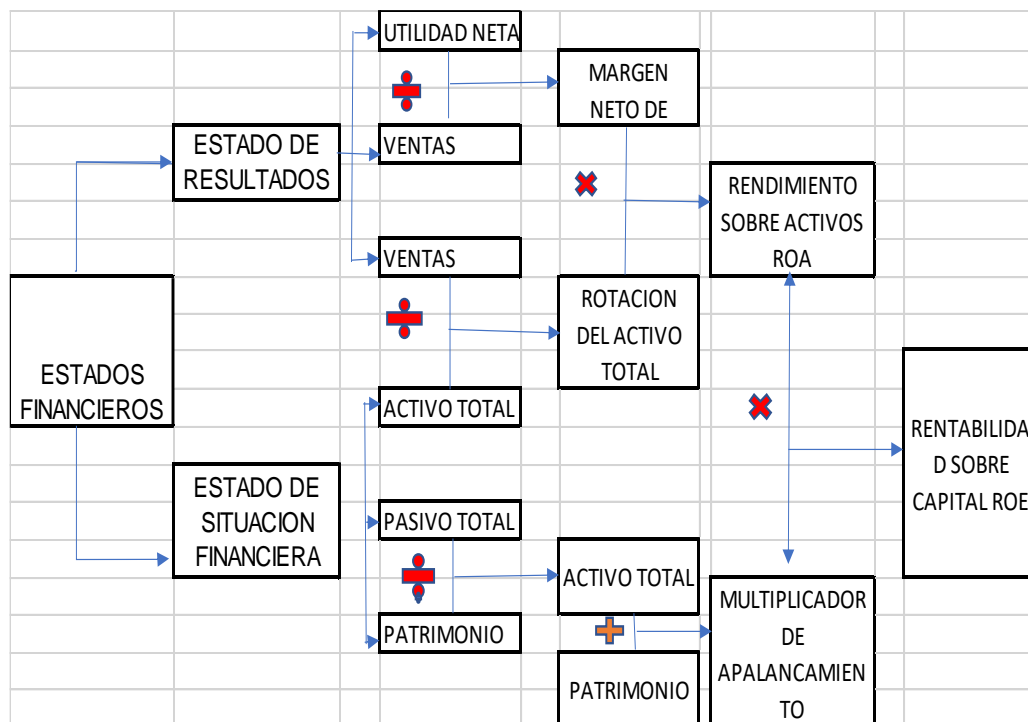 UTILIDAD NETA
MARGEN
NETO DE
ESTADO DE
RESULTADOS
VENTAS
RENDIMIENTO
SOBRE ACTIVOS
ROA
VENTAS
ROTACION
DEL ACTIVO
TOTAL
ESTADOS
FINANCIEROS
ACTIVO TOTAL
RENTABILIDA
D SOBRE
CAPITAL ROE
ESTADO DE
SITUACION
FINANCIERA
PASIVO TOTAL
ACTIVO TOTAL
PATRIMONIO
MULTIPLICADOR
DE
APALANCAMIEN
TO
PATRIMONIO